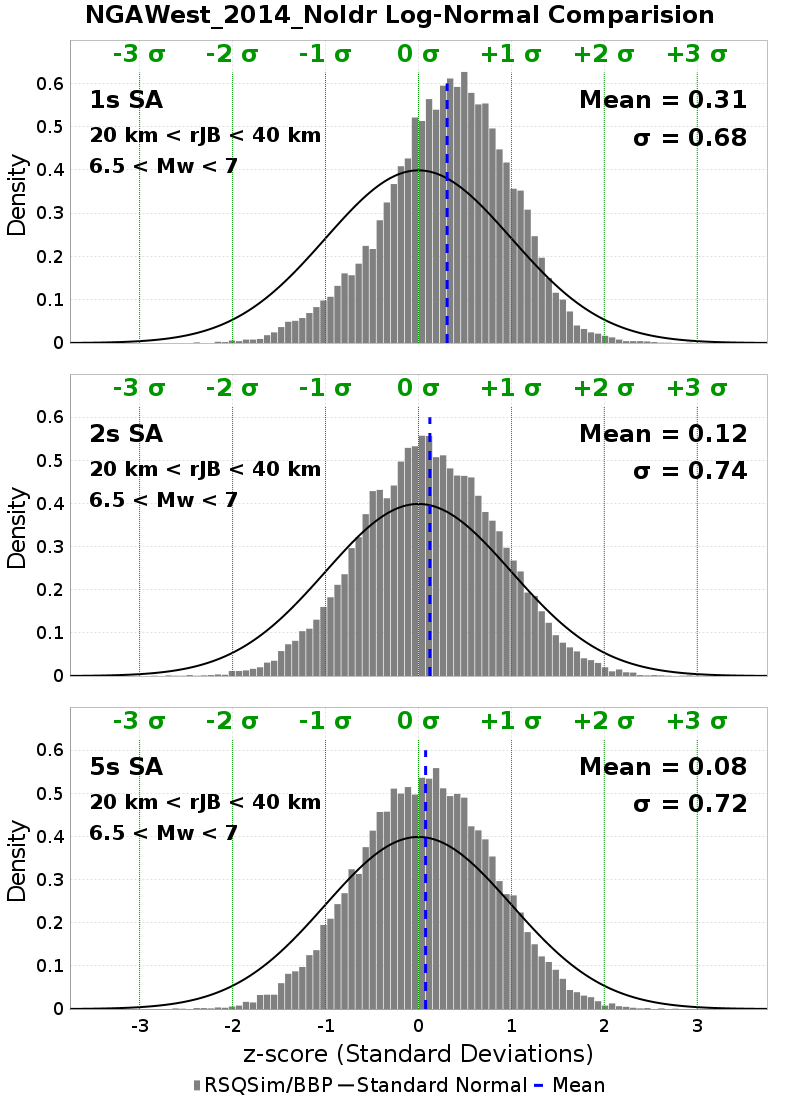 NGAWest_2014_NoIdr Log-Normal Comparision
-3 σ -2 σ -1 σ 0 σ +1 σ +2 σ +3 σ
1s SA
20 km < rJB < 40 km
6.5 < Mw < 7
Mean = 0.31
σ = 0.68
Density
0.6
0.5
0.4
0.3
0.2
0.1
0
-3 σ -2 σ -1 σ 0 σ +1 σ +2 σ +3 σ
2s SA
20 km < rJB < 40 km
6.5 < Mw < 7
Mean = 0.12
σ = 0.74
Density
0.6
0.5
0.4
0.3
0.2
0.1
0
-3 σ -2 σ -1 σ 0 σ +1 σ +2 σ +3 σ
5s SA
20 km < rJB < 40 km
6.5 < Mw < 7
Mean = 0.08
σ = 0.72
Density
0.6
0.5
0.4
0.3
0.2
0.1
0
-3 -2 -1 0 1 2 3
z-score (Standard Deviations)
RSQSim/BBP Standard Normal Mean